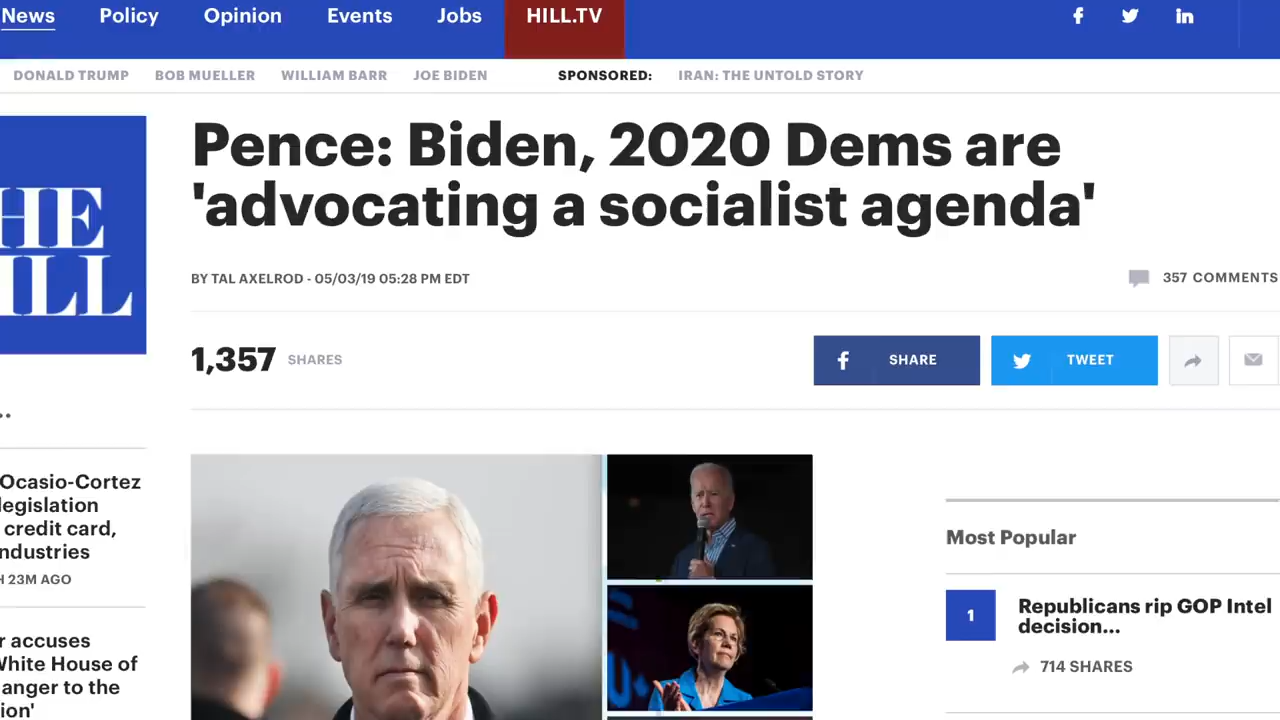 News Policy Opinion Events Jobs HILL.TV
DONALD TRUMP BOB MUELLER WILLIAM BARR JOE BIDEN SPONSORED: IRAN: THE UNTOLD STORY
HE
ILL
Pence: Biden, 2020 Dems are
'advocating a socialist agenda'
BY TAL AXELROD - 05/03/19 05:28 PM EDT
357 COMMENTS
1,357 SHARES
SHARE
TWEET
..
Ocasio-Cortez
legislation
credit card,
ndustries
H 23M AGO
r accuses
White House of
anger to the
ion'
Most Popular
1
Republicans rip GOP Intel
decision...
714 SHARES